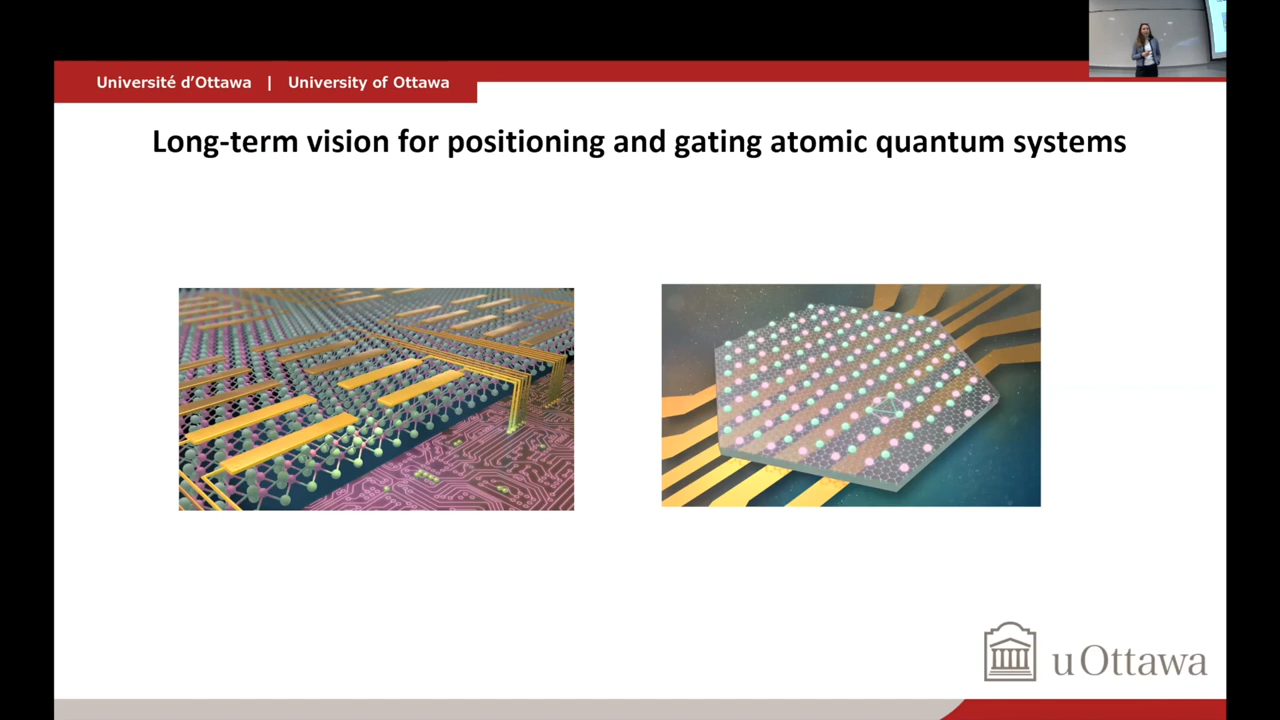 Université d'Ottawa | University of Ottawa
Long-term vision for positioning and gating atomic quantum systems
uOttawa